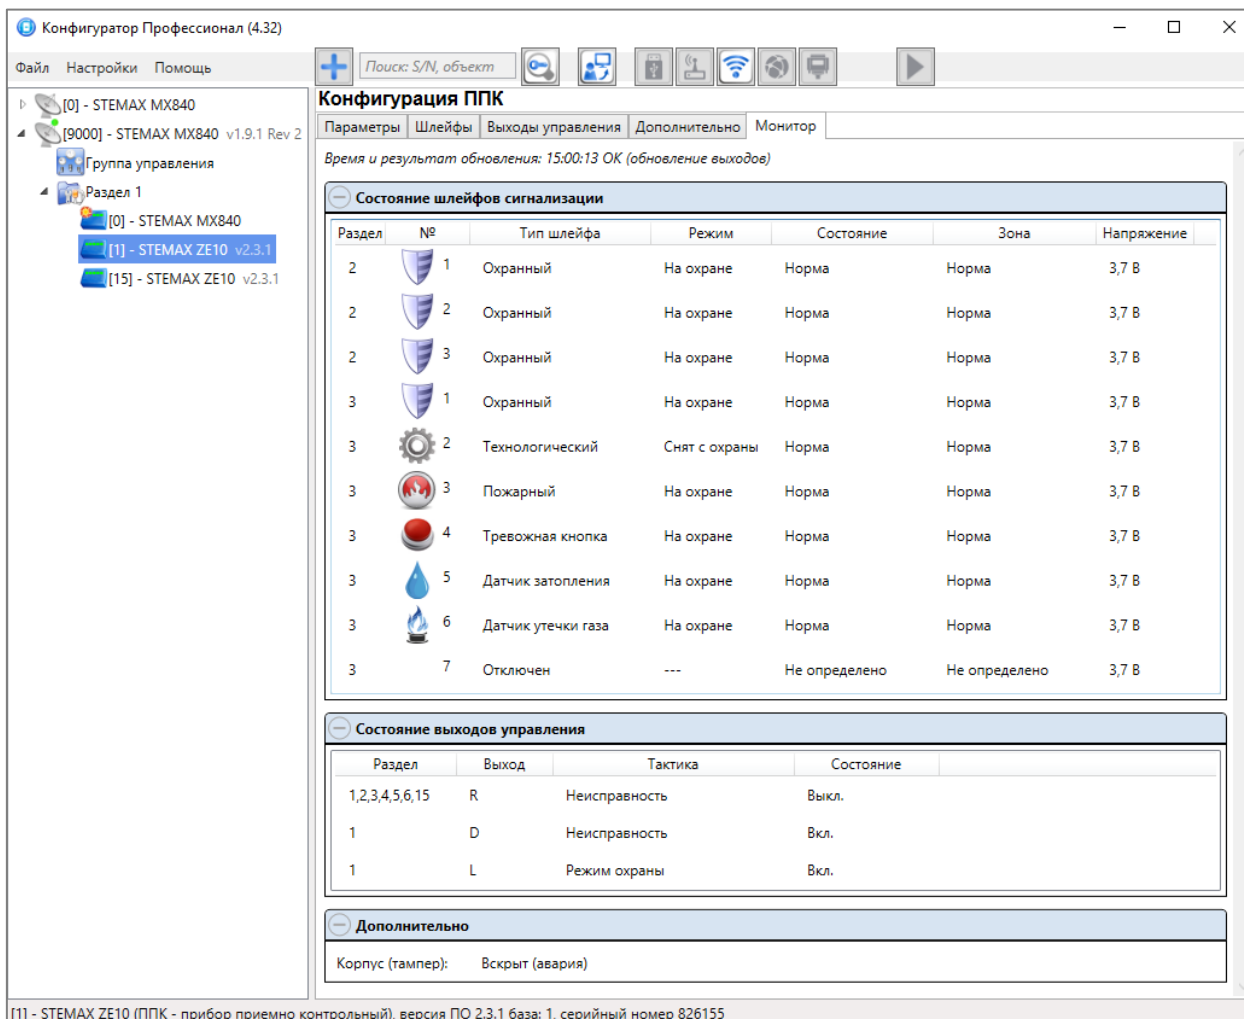 Конфигуратор Профессионал (4.32)
Файл Настройки Помощь
Поиск: S/N, объект
[0] - STEMAX MX840
[9000] - STEMAX MX840 v1.9.1 Rev 2
Группа управления
Раздел 1
[0] - STEMAX MX840
[1] - STEMAX ZE10 v2.3.1
[15] - STEMAX ZE10 v2.3.1
Конфигурация ППК
Параметры Шлейфы Выходы управления Дополнительно Монитор
Время и результат обновления: 15:00:13 ОК (обновление выходов)
Состояние шлейфов сигнализации
Раздел № Тип шлейфа Режим Состояние Зона Напряжение
2 1 Охранный На охране Норма Норма 3,7 В
2 2 Охранный На охране Норма Норма 3,7 В
2 3 Охранный На охране Норма Норма 3,7 В
3 1 Охранный На охране Норма Норма 3,7 В
3 2 Технологический Снят с охраны Норма Норма 3,7 В
3 3 Пожарный На охране Норма Норма 3,7 В
3 4 Тревожная кнопка На охране Норма Норма 3,7 В
3 5 Датчик затопления На охране Норма Норма 3,7 В
3 6 Датчик утечки газа На охране Норма Норма 3,7 В
3 7 Отключен --- Не определено Не определено 3,7 В
Состояние выходов управления
Раздел Выход Тактика Состояние
1,2,3,4,5,6,15 R Неисправность Выкл.
1 D Неисправность Вкл.
1 L Режим охраны Вкл.
Дополнительно
Корпус (тампер): Вскрыт (авария)
[1] - STEMAX ZE10 (ППК - прибор приемно контрольный), версия ПО 2.3.1 база: 1, серийный номер 826155